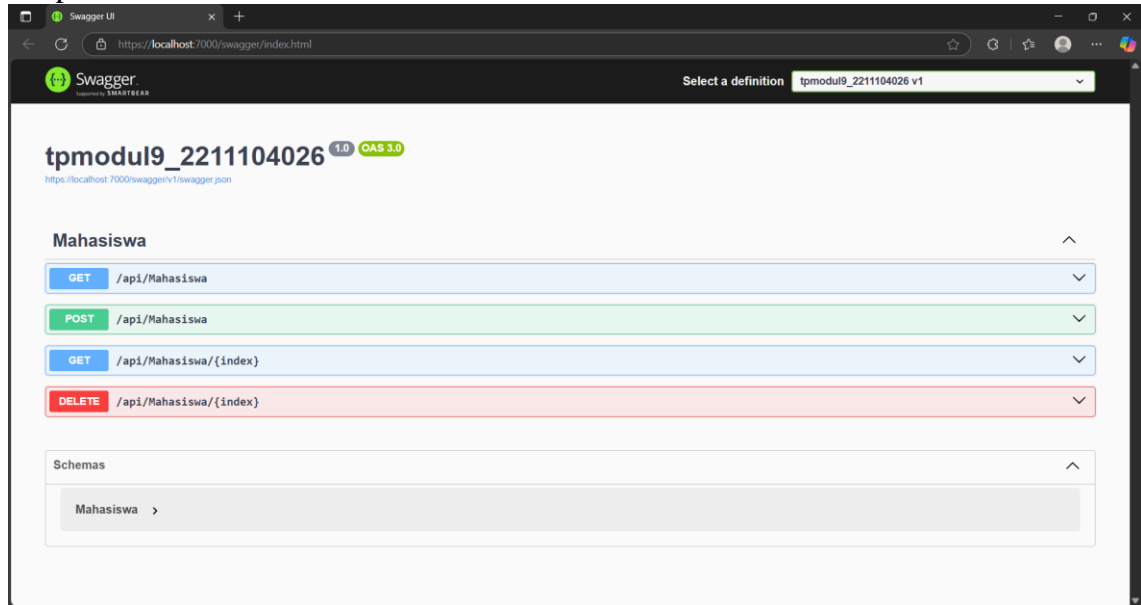 Swagger UI
https://localhost:7000/swagger/index.html
Swagger.
Supported by SMARTBEAR
Select a definition
tpmodul9_2211104026 v1
tpmodul9_2211104026 1.0 OAS 3.0
https://localhost:7000/swagger/v1/swagger.json
Mahasiswa
GET /api/Mahasiswa
POST /api/Mahasiswa
GET /api/Mahasiswa/{index}
DELETE /api/Mahasiswa/{index}
Schemas
Mahasiswa